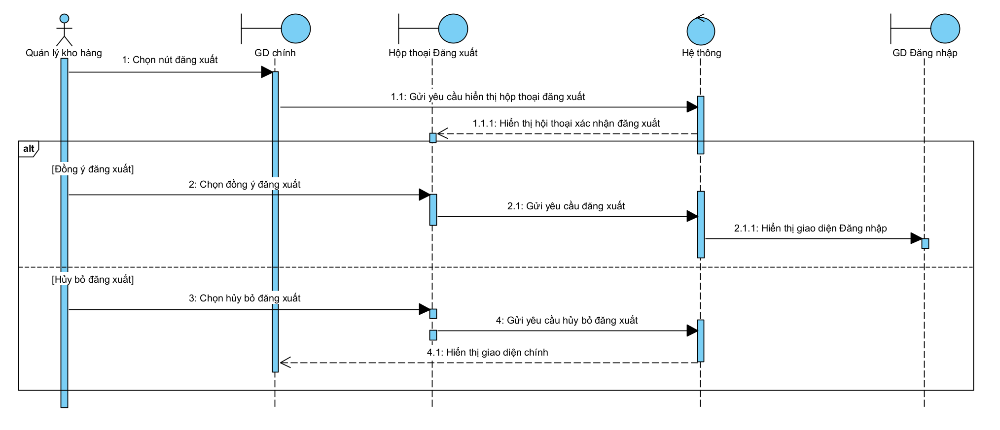 Quản lý kho hàng
GD chính
Hộp thoại Đăng xuất
Hệ thông
GD Đăng nhập
1: Chọn nút đăng xuất
1.1: Gửi yêu cầu hiển thị hộp thoại đăng xuất
1.1.1: Hiển thị hội thoại xác nhận đăng xuất
alt
[Đồng ý đăng xuất]
2: Chọn đồng ý đăng xuất
2.1: Gửi yêu cầu đăng xuất
2.1.1: Hiển thị giao diện Đăng nhập
[Hủy bỏ đăng xuất]
3: Chọn hủy bỏ đăng xuất
4: Gửi yêu cầu hủy bỏ đăng xuất
4.1: Hiển thị giao diện chính